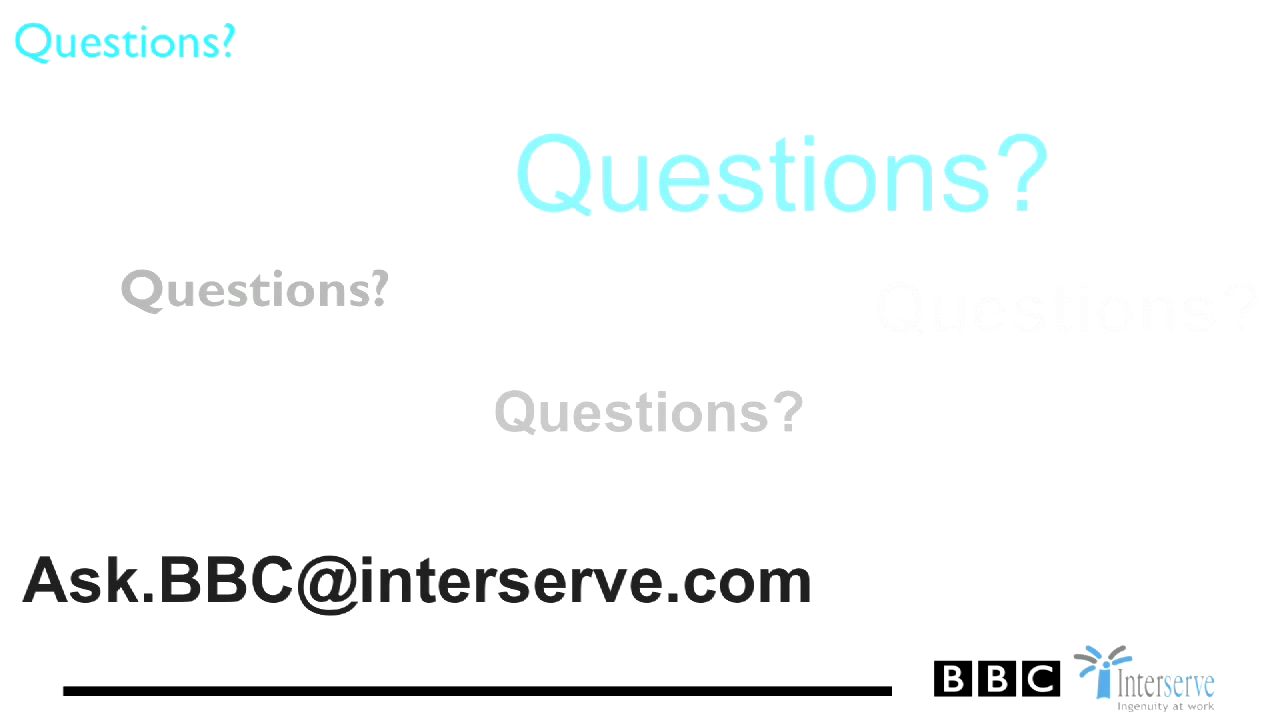 Questions?
Questions?
Questions?
Questions?
Questions?
Ask.BBC@interserve.com
BBC
Interserve
Ingenuity at work